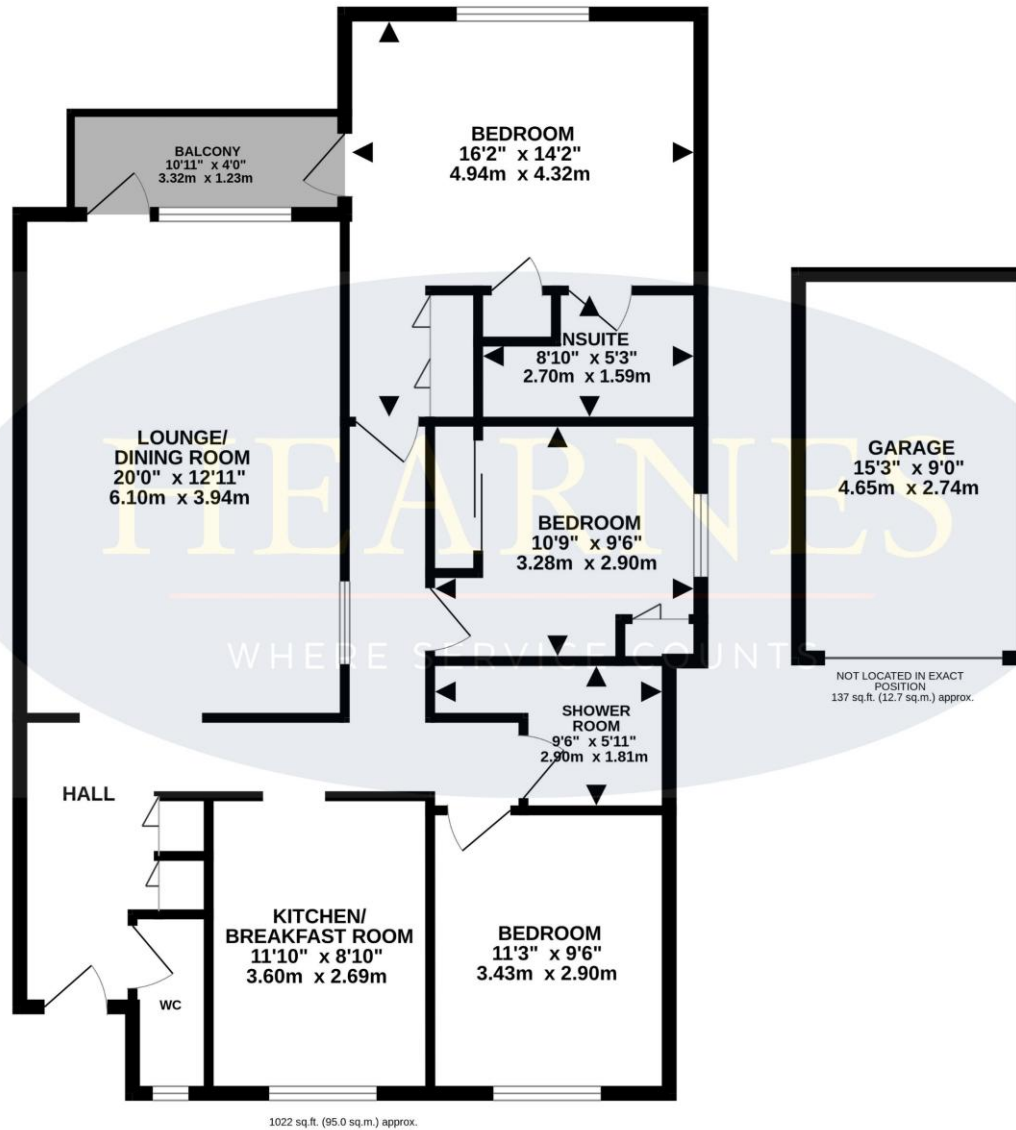 BALCONY
10'11" x 4'0"
3.32m x 1.23m
BEDROOM
16'2" x 14'2"
4.94m x 4.32m
ENSUITE
8'10" x 5'3"
2.70m x 1.59m
LOUNGE/
DINING ROOM
20'0" x 12'11"
6.10m x 3.94m
GARAGE
15'3" x 9'0"
4.65m x 2.74m
HEARNES
BEDROOM
10'9" x 9'6"
3.28m x 2.90m
WHERE SERVICE COUNTS
NOT LOCATED IN EXACT
POSITION
137 sq.ft. (12.7 sq.m.) approx.
SHOWER
ROOM
9'6" x 5'11"
2.90m x 1.81m
HALL
KITCHEN/
BREAKFAST ROOM
11'10" x 8'10"
3.60m x 2.69m
BEDROOM
11'3" x 9'6"
3.43m x 2.90m
WC
1022 sq.ft. (95.0 sq.m.) approx.